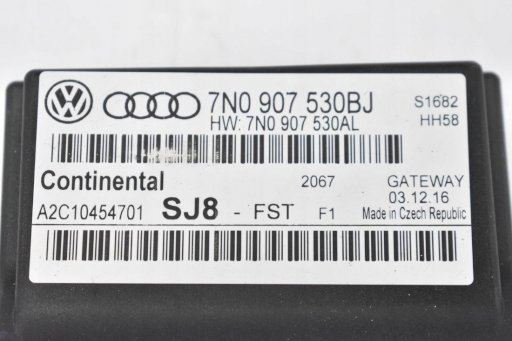 7N0 907 530BJ S1682
HW: 7N0 907 530AL HH58
Continental 2067 GATEWAY
03.12.16
A2C10454701 SJ8 - FST F1 Made in Czech Republic